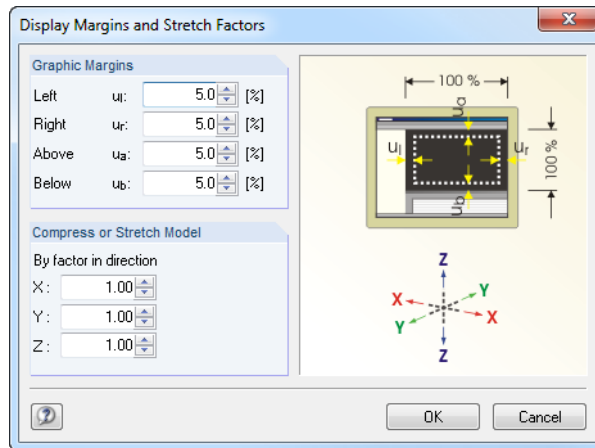 Display Margins and Stretch Factors
Graphic Margins
Left ul: 5.0 [%]
Right ur: 5.0 [%]
Above ua: 5.0 [%]
Below ub: 5.0 [%]
Compress or Stretch Model
By factor in direction
X: 1.00
Y: 1.00
Z: 1.00
100 %
ua
ul
ur
100 %
ub
Z
X
Y
Y
X
Z
?
OK
Cancel